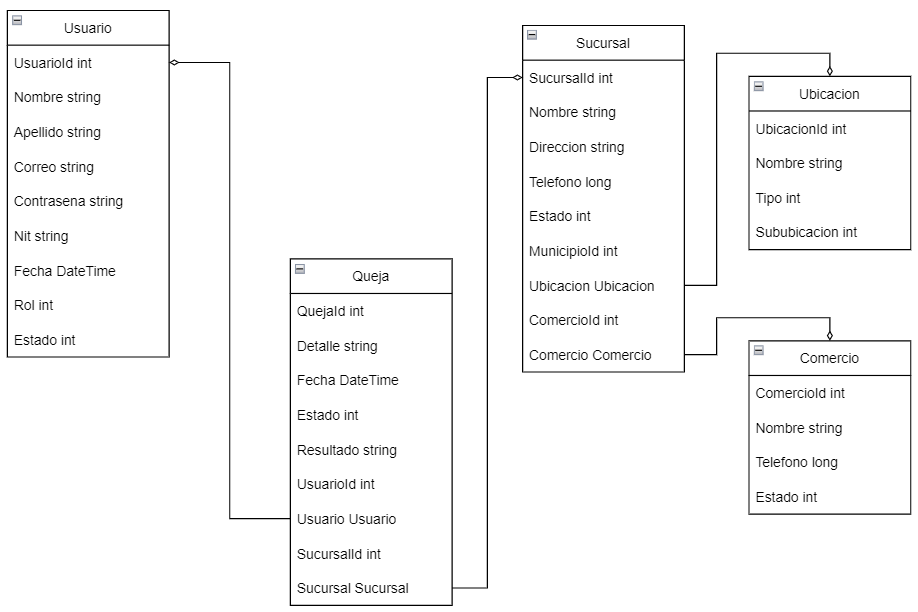 Usuario
UsuarioId int
Nombre string
Apellido string
Correo string
Contrasena string
Nit string
Fecha DateTime
Rol int
Estado int
Queja
QuejaId int
Detalle string
Fecha DateTime
Estado int
Resultado string
UsuarioId int
Usuario Usuario
SucursalId int
Sucursal Sucursal
Sucursal
SucursalId int
Nombre string
Direccion string
Telefono long
Estado int
MunicipioId int
Ubicacion Ubicacion
ComercioId int
Comercio Comercio
Ubicacion
UbicacionId int
Nombre string
Tipo int
Sububicacion int
Comercio
ComercioId int
Nombre string
Telefono long
Estado int